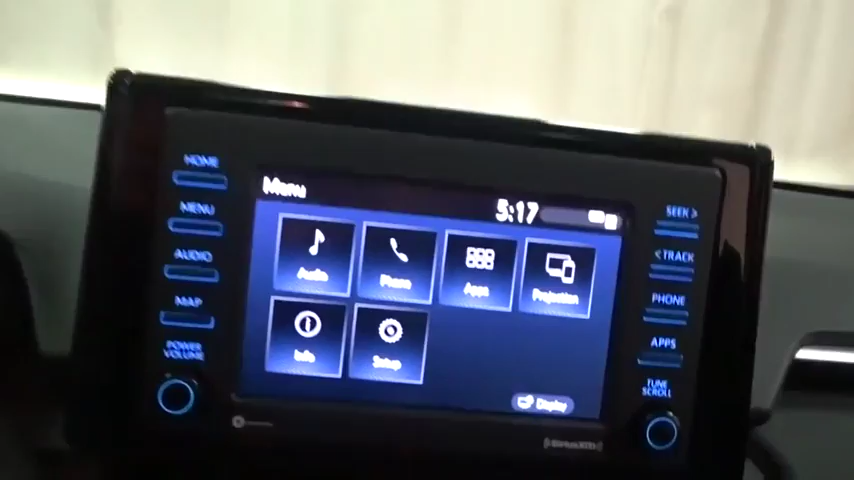 HOME
MENU
AUDIO
MAP
POWER
VOLUME
Menu
5:17
Audio
Phone
Apps
Projection
Info
Setup
Display
SEEK >
< TRACK
PHONE
APPS
TUNE
SCROLL
SiriusXM